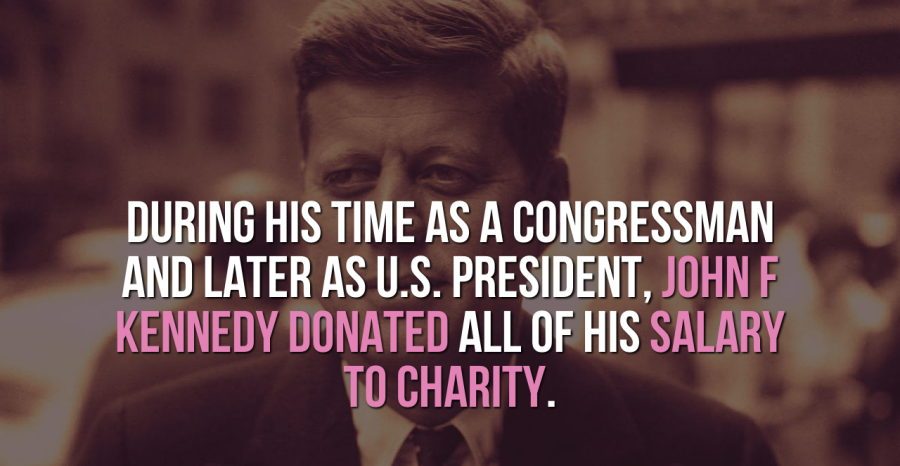 DURING HIS TIME AS A CONGRESSMAN
AND LATER AS U.S. PRESIDENT, JOHN F
KENNEDY DONATED ALL OF HIS SALARY
TO CHARITY.